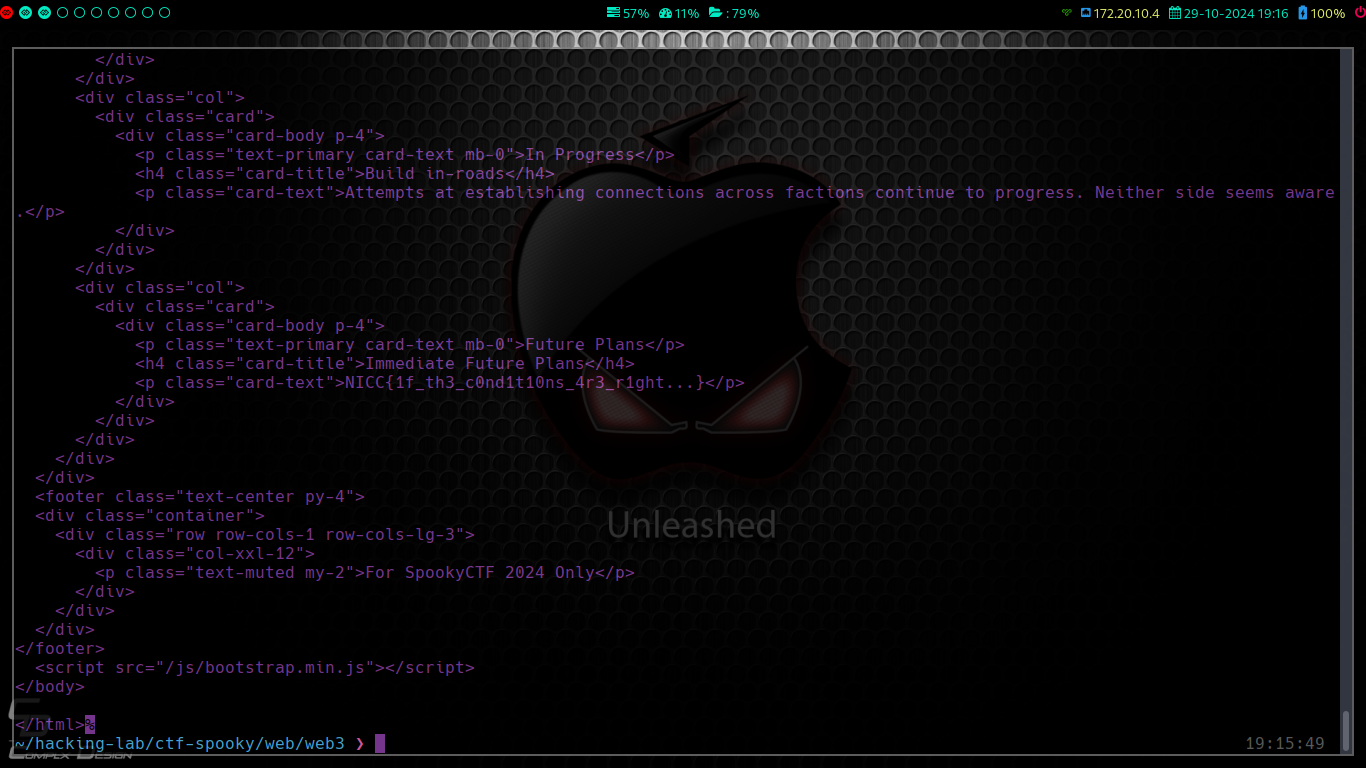 57% 11% : 79% 172.20.10.4 29-10-2024 19:16 100%
</div>
</div>
<div class="col">
<div class="card">
<div class="card-body p-4">
<p class="text-primary card-text mb-0">In Progress</p>
<h4 class="card-title">Build in-roads</h4>
<p class="card-text">Attempts at establishing connections across factions continue to progress. Neither side seems aware
.</p>
</div>
</div>
</div>
<div class="col">
<div class="card">
<div class="card-body p-4">
<p class="text-primary card-text mb-0">Future Plans</p>
<h4 class="card-title">Immediate Future Plans</h4>
<p class="card-text">NICC{1f_th3_c0nd1t10ns_4r3_r1ght...}</p>
</div>
</div>
</div>
</div>
</div>
<footer class="text-center py-4">
<div class="container">
<div class="row row-cols-1 row-cols-lg-3">
<div class="col-xxl-12">
<p class="text-muted my-2">For SpookyCTF 2024 Only</p>
</div>
</div>
</div>
</footer>
<script src="/js/bootstrap.min.js"></script>
</body>
</html>%
~/hacking-lab/ctf-spooky/web/web3 ❯ 19:15:49
Unleashed
Complx Design